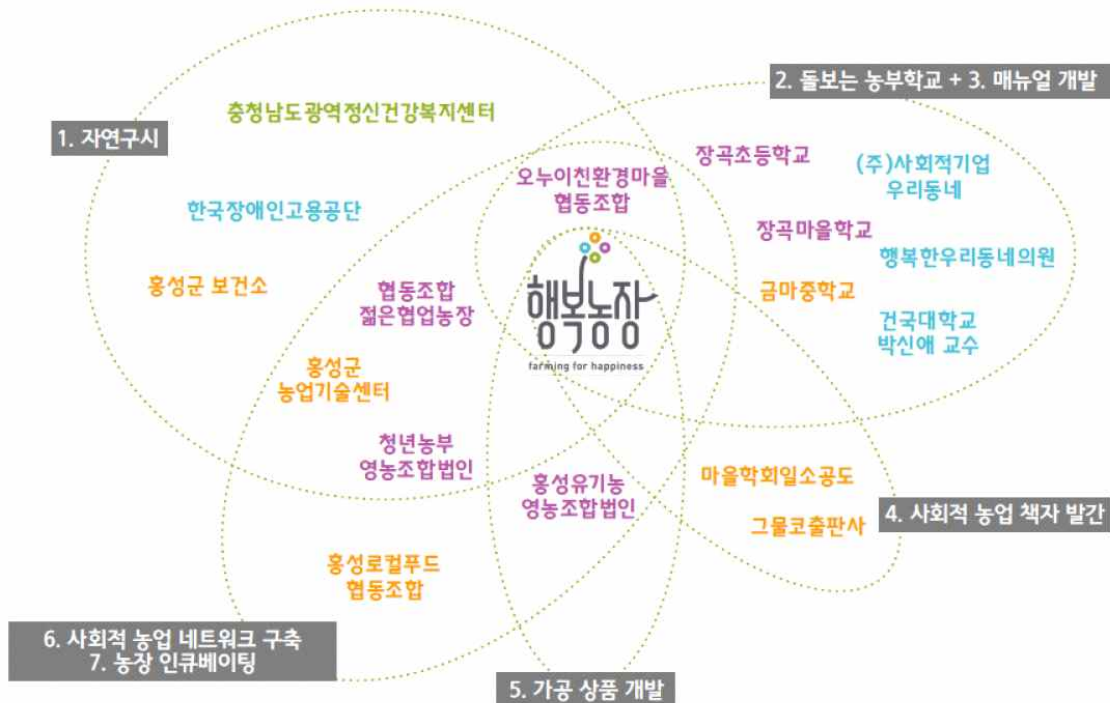 2. 돌보는 농부학교 + 3. 매뉴얼 개발
충청남도광역정신건강복지센터
1. 자연구시
장곡초등학교
(주)사회적기업
우리동네
오누이친환경마을
협동조합
한국장애인고용공단
장곡마을학교
행복한우리동네의원
홍성군 보건소
협동조합
젊은협업농장
행복농장
farming for happiness
금마중학교
건국대학교
박신애 교수
홍성군
농업기술센터
청년농부
영농조합법인
홍성유기농
영농조합법인
마을학회일소공도
그물코출판사
4. 사회적 농업 책자 발간
홍성로컬푸드
협동조합
6. 사회적 농업 네트워크 구축
7. 농장 인큐베이팅
5. 가공 상품 개발